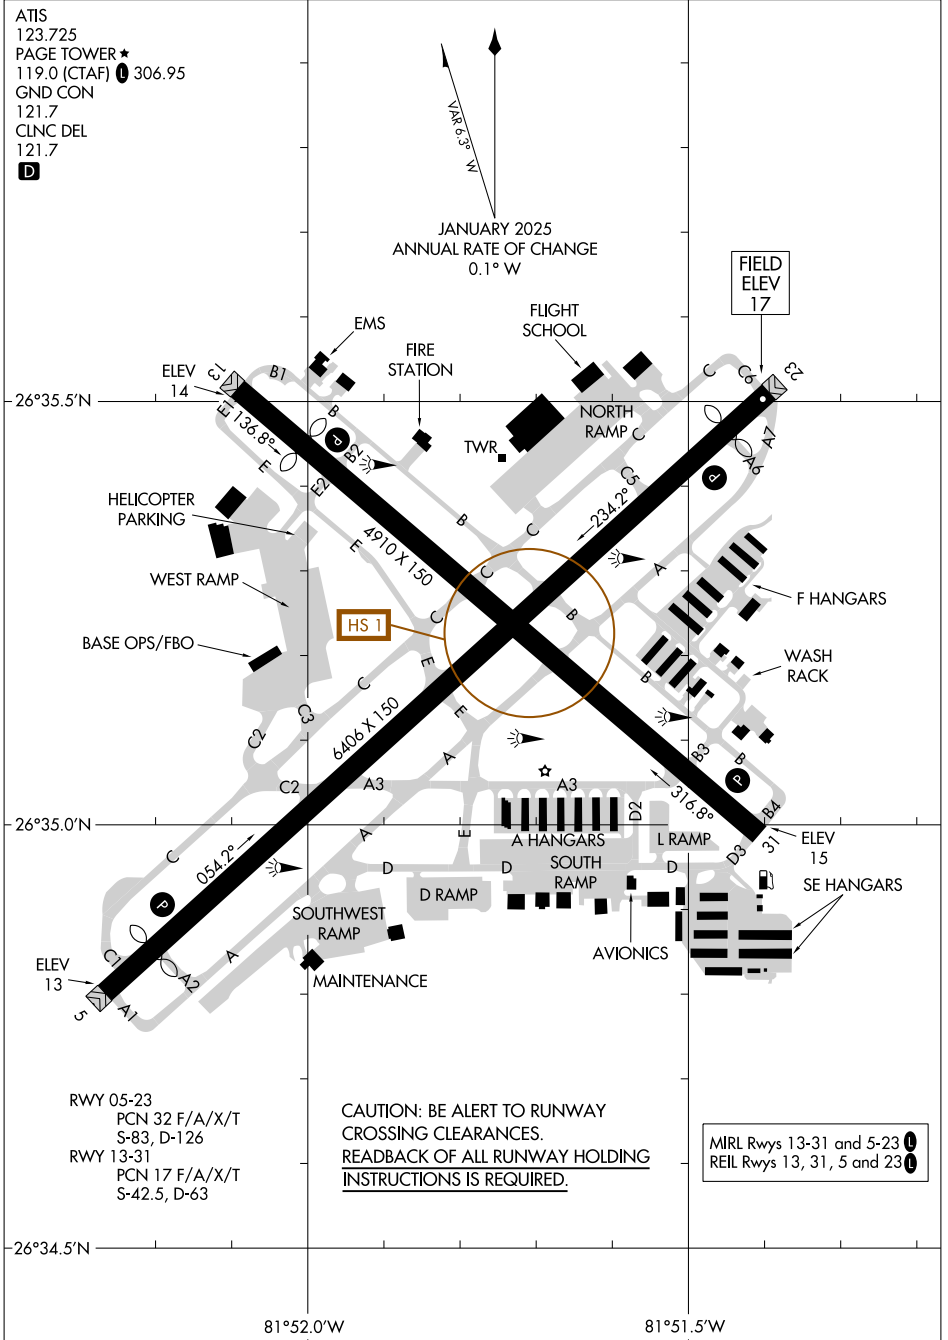 ATIS
123.725
PAGE TOWER ★
119.0 (CTAF) L 306.95
GND CON
121.7
CLNC DEL
121.7
D
VAR 6.3° W
JANUARY 2025
ANNUAL RATE OF CHANGE
0.1° W
FIELD
ELEV
17
FLIGHT
SCHOOL
EMS
FIRE
STATION
ELEV
14
13
B1
C
C6
23
26°35.5'N
E1
136.8°
B
P
B2
NORTH
RAMP
C
TWR
A7
A6
P
E
E2
C5
HELICOPTER
PARKING
234.2°
B
C
4910 X 150
E
WEST RAMP
C
A
F HANGARS
HS 1
C
B
BASE OPS/FBO
E
WASH
RACK
C
B
C3
E
6406 X 150
C2
A
B3
B
P
C2
A3
A3
316.8°
D2
B4
26°35.0'N
A
E
A HANGARS
L RAMP
31
ELEV
15
C
054.2°
D
D
SOUTH
RAMP
D
D3
SE HANGARS
P
D RAMP
SOUTHWEST
RAMP
C1
A
AVIONICS
ELEV
13
A2
MAINTENANCE
5
A1
RWY 05-23
PCN 32 F/A/X/T
S-83, D-126
RWY 13-31
PCN 17 F/A/X/T
S-42.5, D-63
CAUTION: BE ALERT TO RUNWAY
CROSSING CLEARANCES.
READBACK OF ALL RUNWAY HOLDING
INSTRUCTIONS IS REQUIRED.
MIRL Rwys 13-31 and 5-23 L
REIL Rwys 13, 31, 5 and 23 L
26°34.5'N
81°52.0'W
81°51.5'W